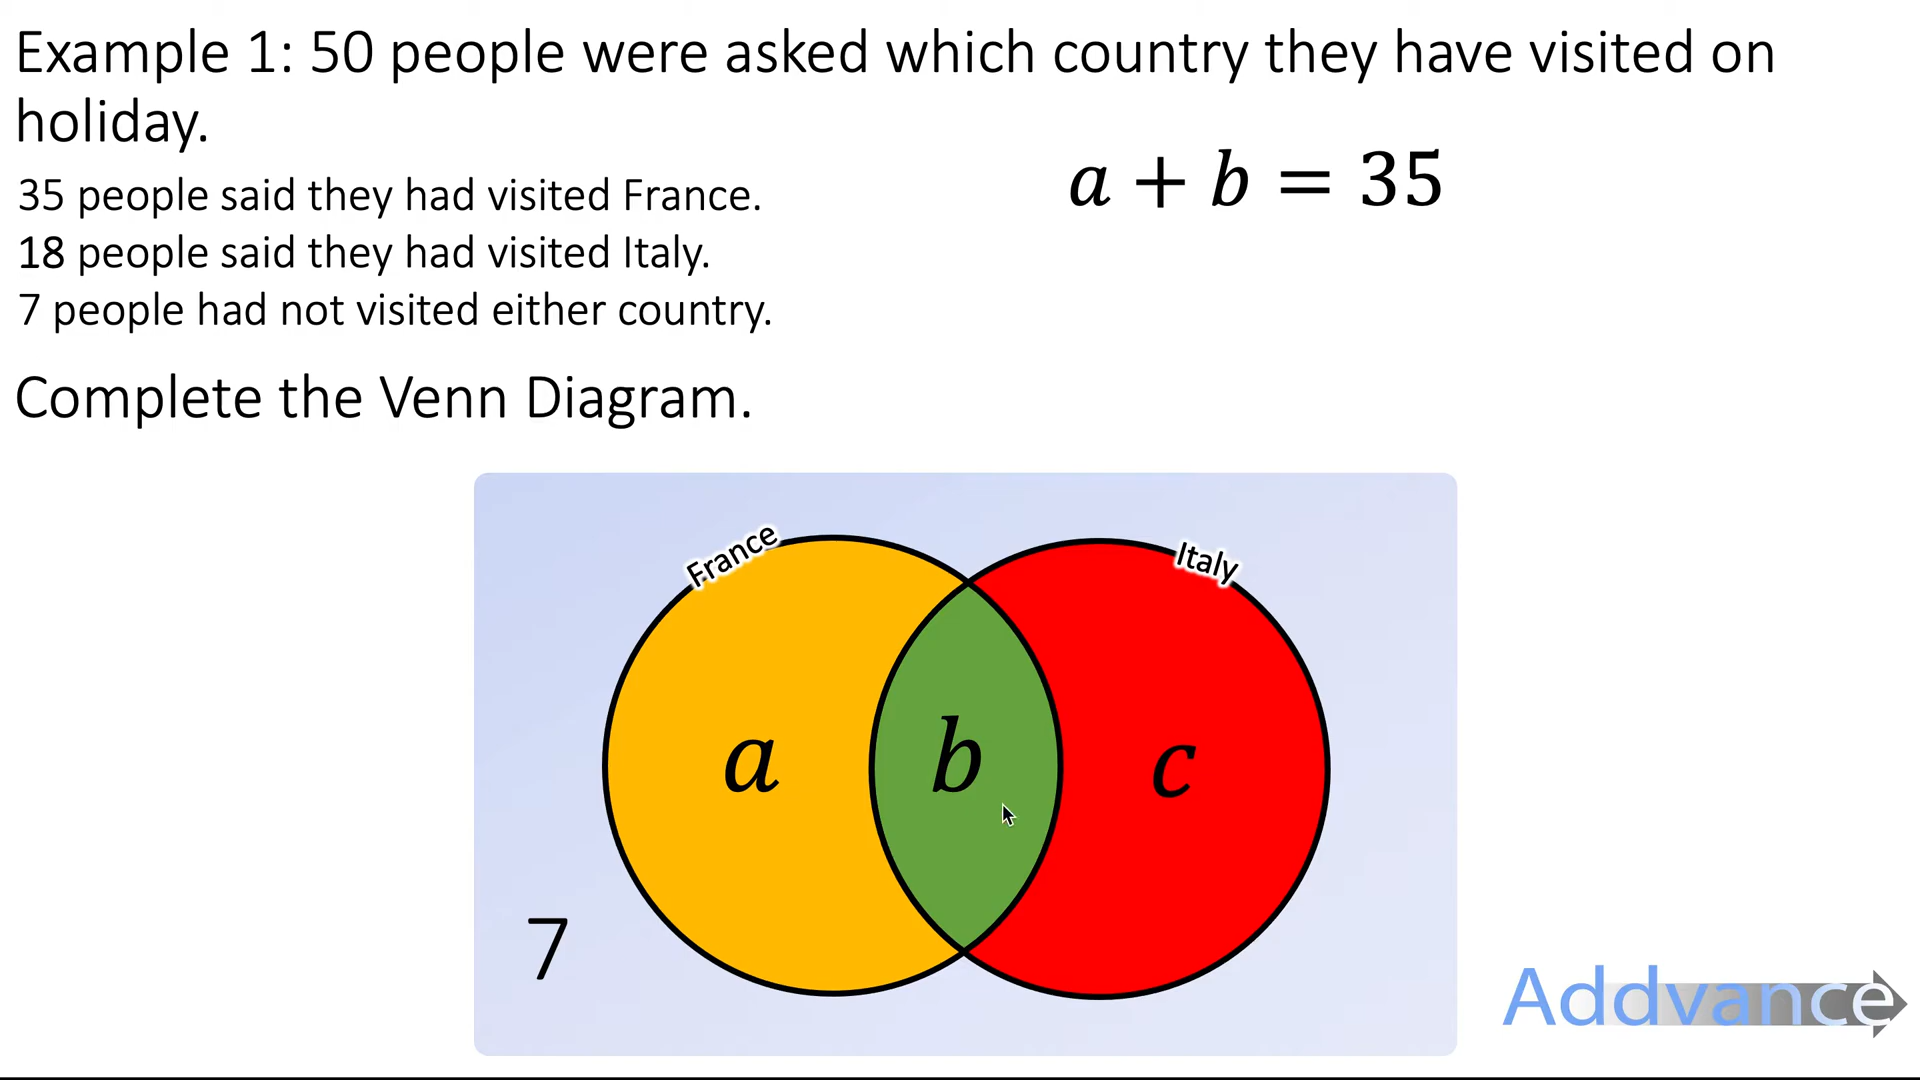 Example 1: 50 people were asked which country they have visited on
holiday.
a + b = 35
35 people said they had visited France.
18 people said they had visited Italy.
7 people had not visited either country.
Complete the Venn Diagram.
France
Italy
a
b
c
7
Addvance